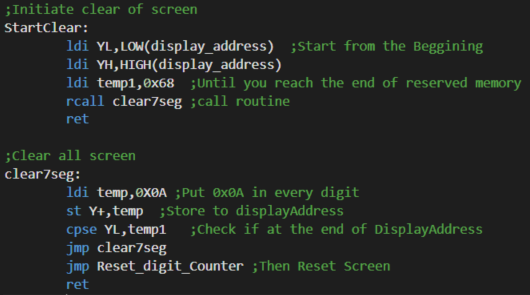 ;Initiate clear of screen
StartClear:
ldi YL,LOW(display_address) ;Start from the Beggining
ldi YH,HIGH(display_address)
ldi temp1,0x68 ;Until you reach the end of reserved memory
rcall clear7seg ;call routine
ret
;Clear all screen
clear7seg:
ldi temp,0X0A ;Put 0x0A in every digit
st Y+,temp ;Store to displayAddress
cpse YL,temp1 ;Check if at the end of DisplayAddress
jmp clear7seg
jmp Reset_digit_Counter ;Then Reset Screen
ret